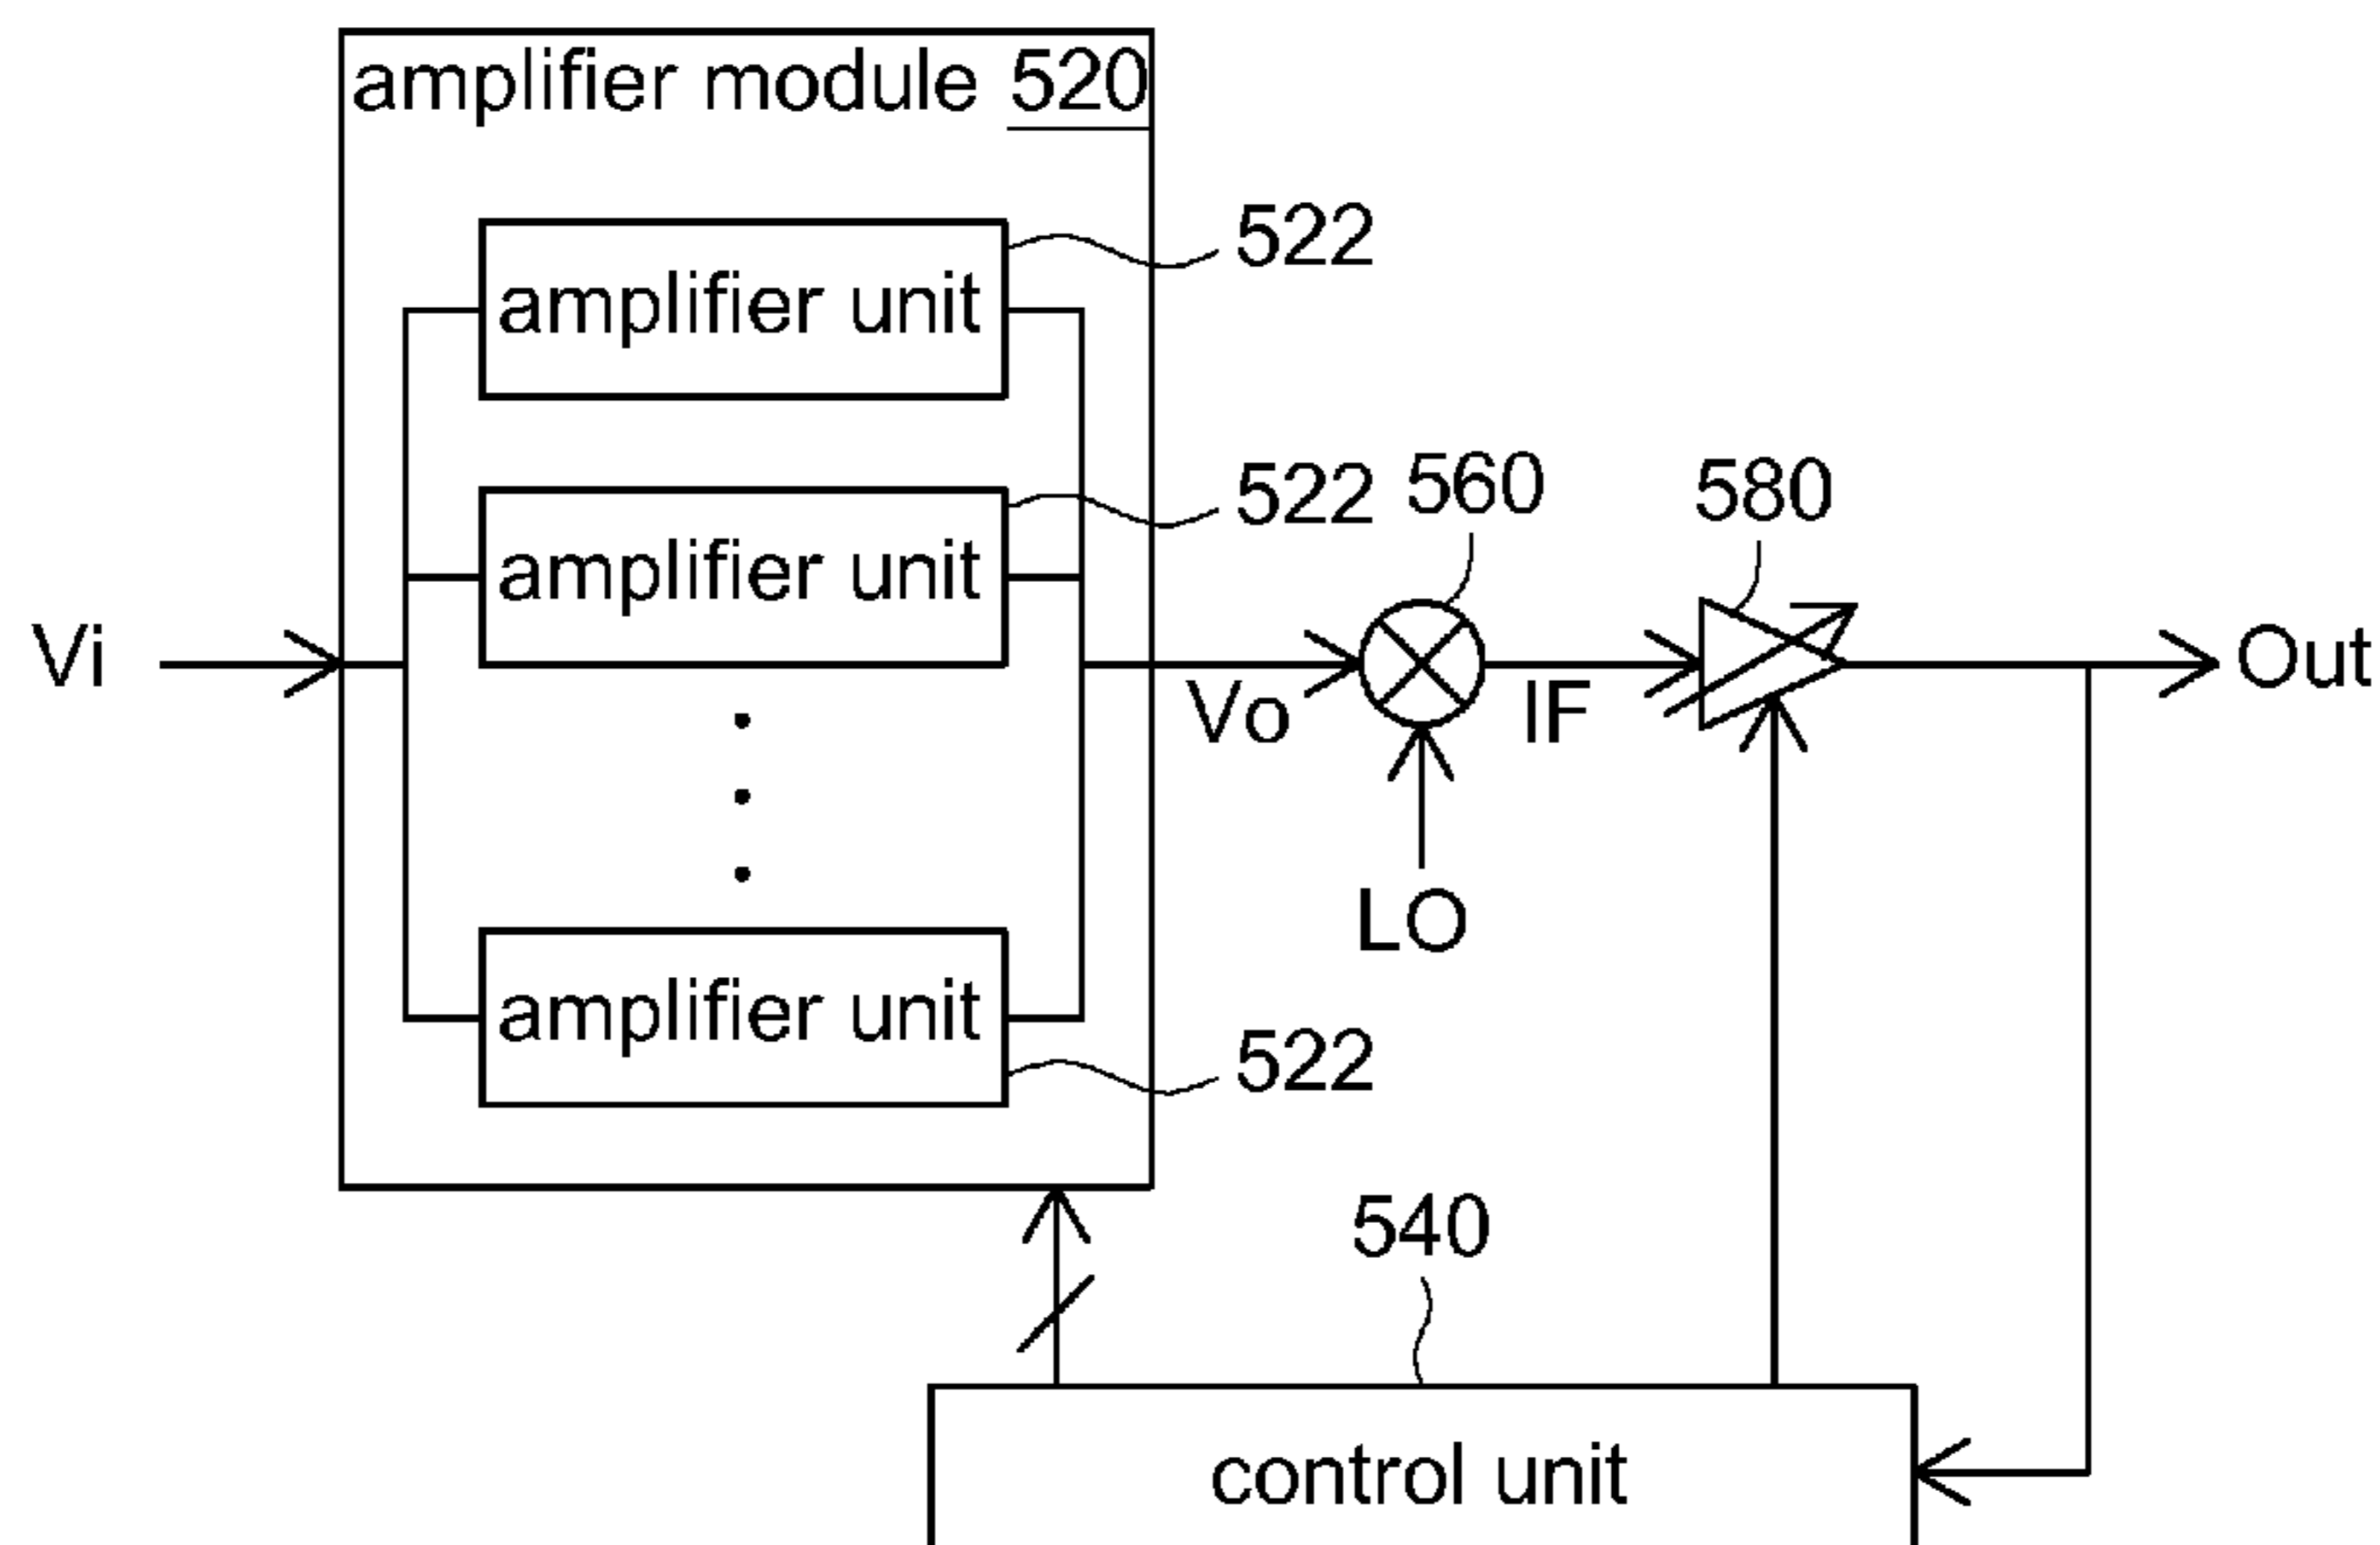 amplifier module 520
522
amplifier unit
522
560
580
amplifier unit
Vi
Out
Vo
IF
LO
amplifier unit
522
540
control unit